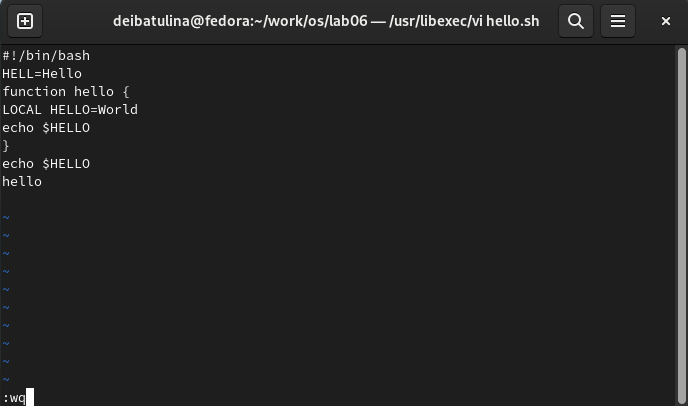 deibatulina@fedora:~/work/os/lab06 — /usr/libexec/vi hello.sh
#!/bin/bash
HELL=Hello
function hello {
LOCAL HELLO=World
echo $HELLO
}
echo $HELLO
hello
~
~
~
~
~
~
~
~
~
~
:wq